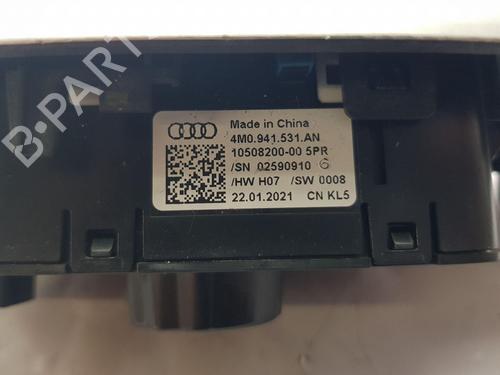 Made in China
4M0.941.531.AN
10508200-00 5PR
/SN 02590910 6
/HW H07 /SW 0008
22.01.2021 CN KL5
B-PARTS